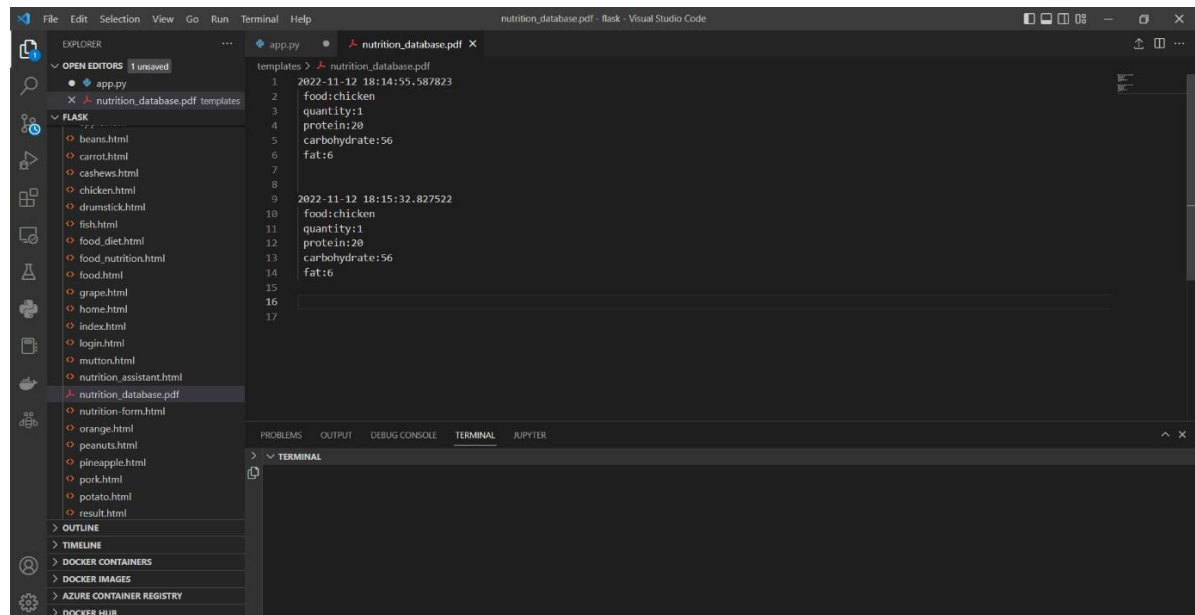 File Edit Selection View Go Run Terminal Help
nutrition_database.pdf - flask - Visual Studio Code
EXPLORER
OPEN EDITORS 1 unsaved
app.py
nutrition_database.pdf templates
FLASK
beans.html
carrot.html
cashews.html
chicken.html
drumstick.html
fish.html
food_diet.html
food_nutrition.html
food.html
grape.html
home.html
index.html
login.html
mutton.html
nutrition_assistant.html
nutrition_database.pdf
nutrition-form.html
orange.html
peanuts.html
pineapple.html
pork.html
potato.html
result.html
OUTLINE
TIMELINE
DOCKER CONTAINERS
DOCKER IMAGES
AZURE CONTAINER REGISTRY
DOCKER HUB
app.py
nutrition_database.pdf
templates > nutrition_database.pdf
1 2022-11-12 18:14:55.587823
2 food:chicken
3 quantity:1
4 protein:20
5 carbohydrate:56
6 fat:6
7
8
9 2022-11-12 18:15:32.827522
10 food:chicken
11 quantity:1
12 protein:20
13 carbohydrate:56
14 fat:6
15
16
17
PROBLEMS OUTPUT DEBUG CONSOLE TERMINAL JUPYTER
TERMINAL